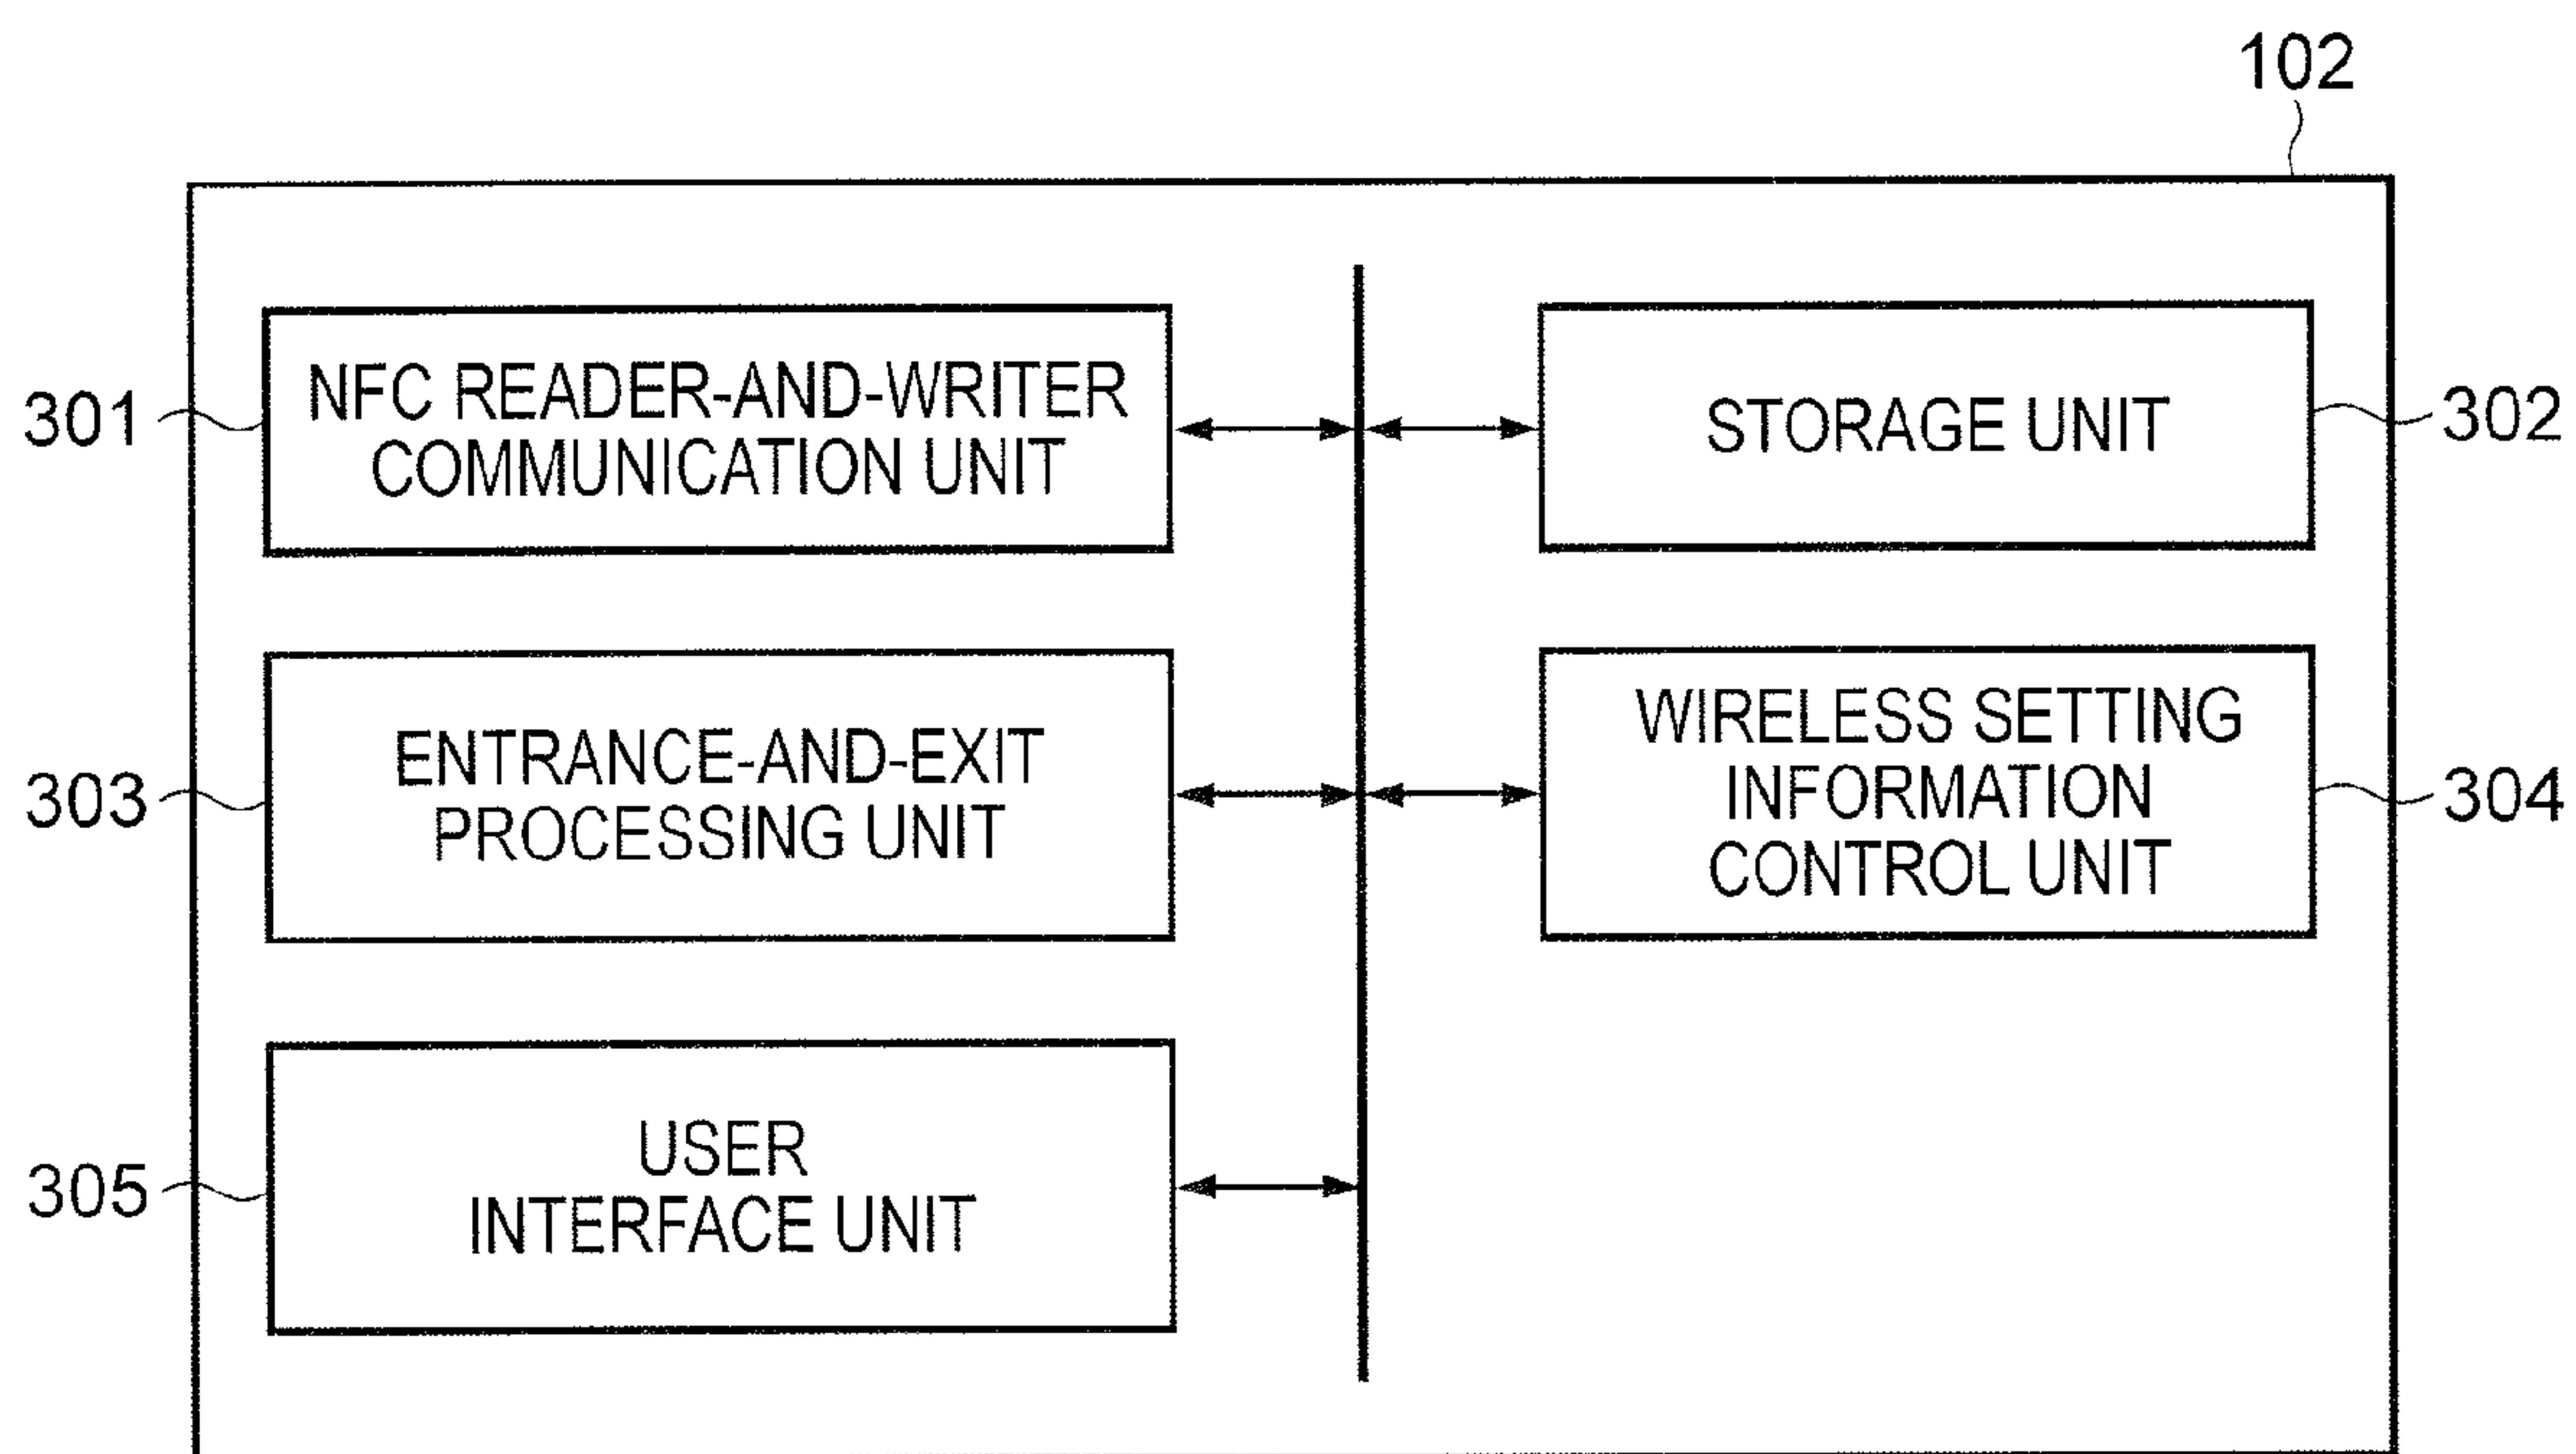 102
301
NFC READER-AND-WRITER
COMMUNICATION UNIT
STORAGE UNIT
302
303
ENTRANCE-AND-EXIT
PROCESSING UNIT
WIRELESS SETTING
INFORMATION
CONTROL UNIT
304
305
USER
INTERFACE UNIT